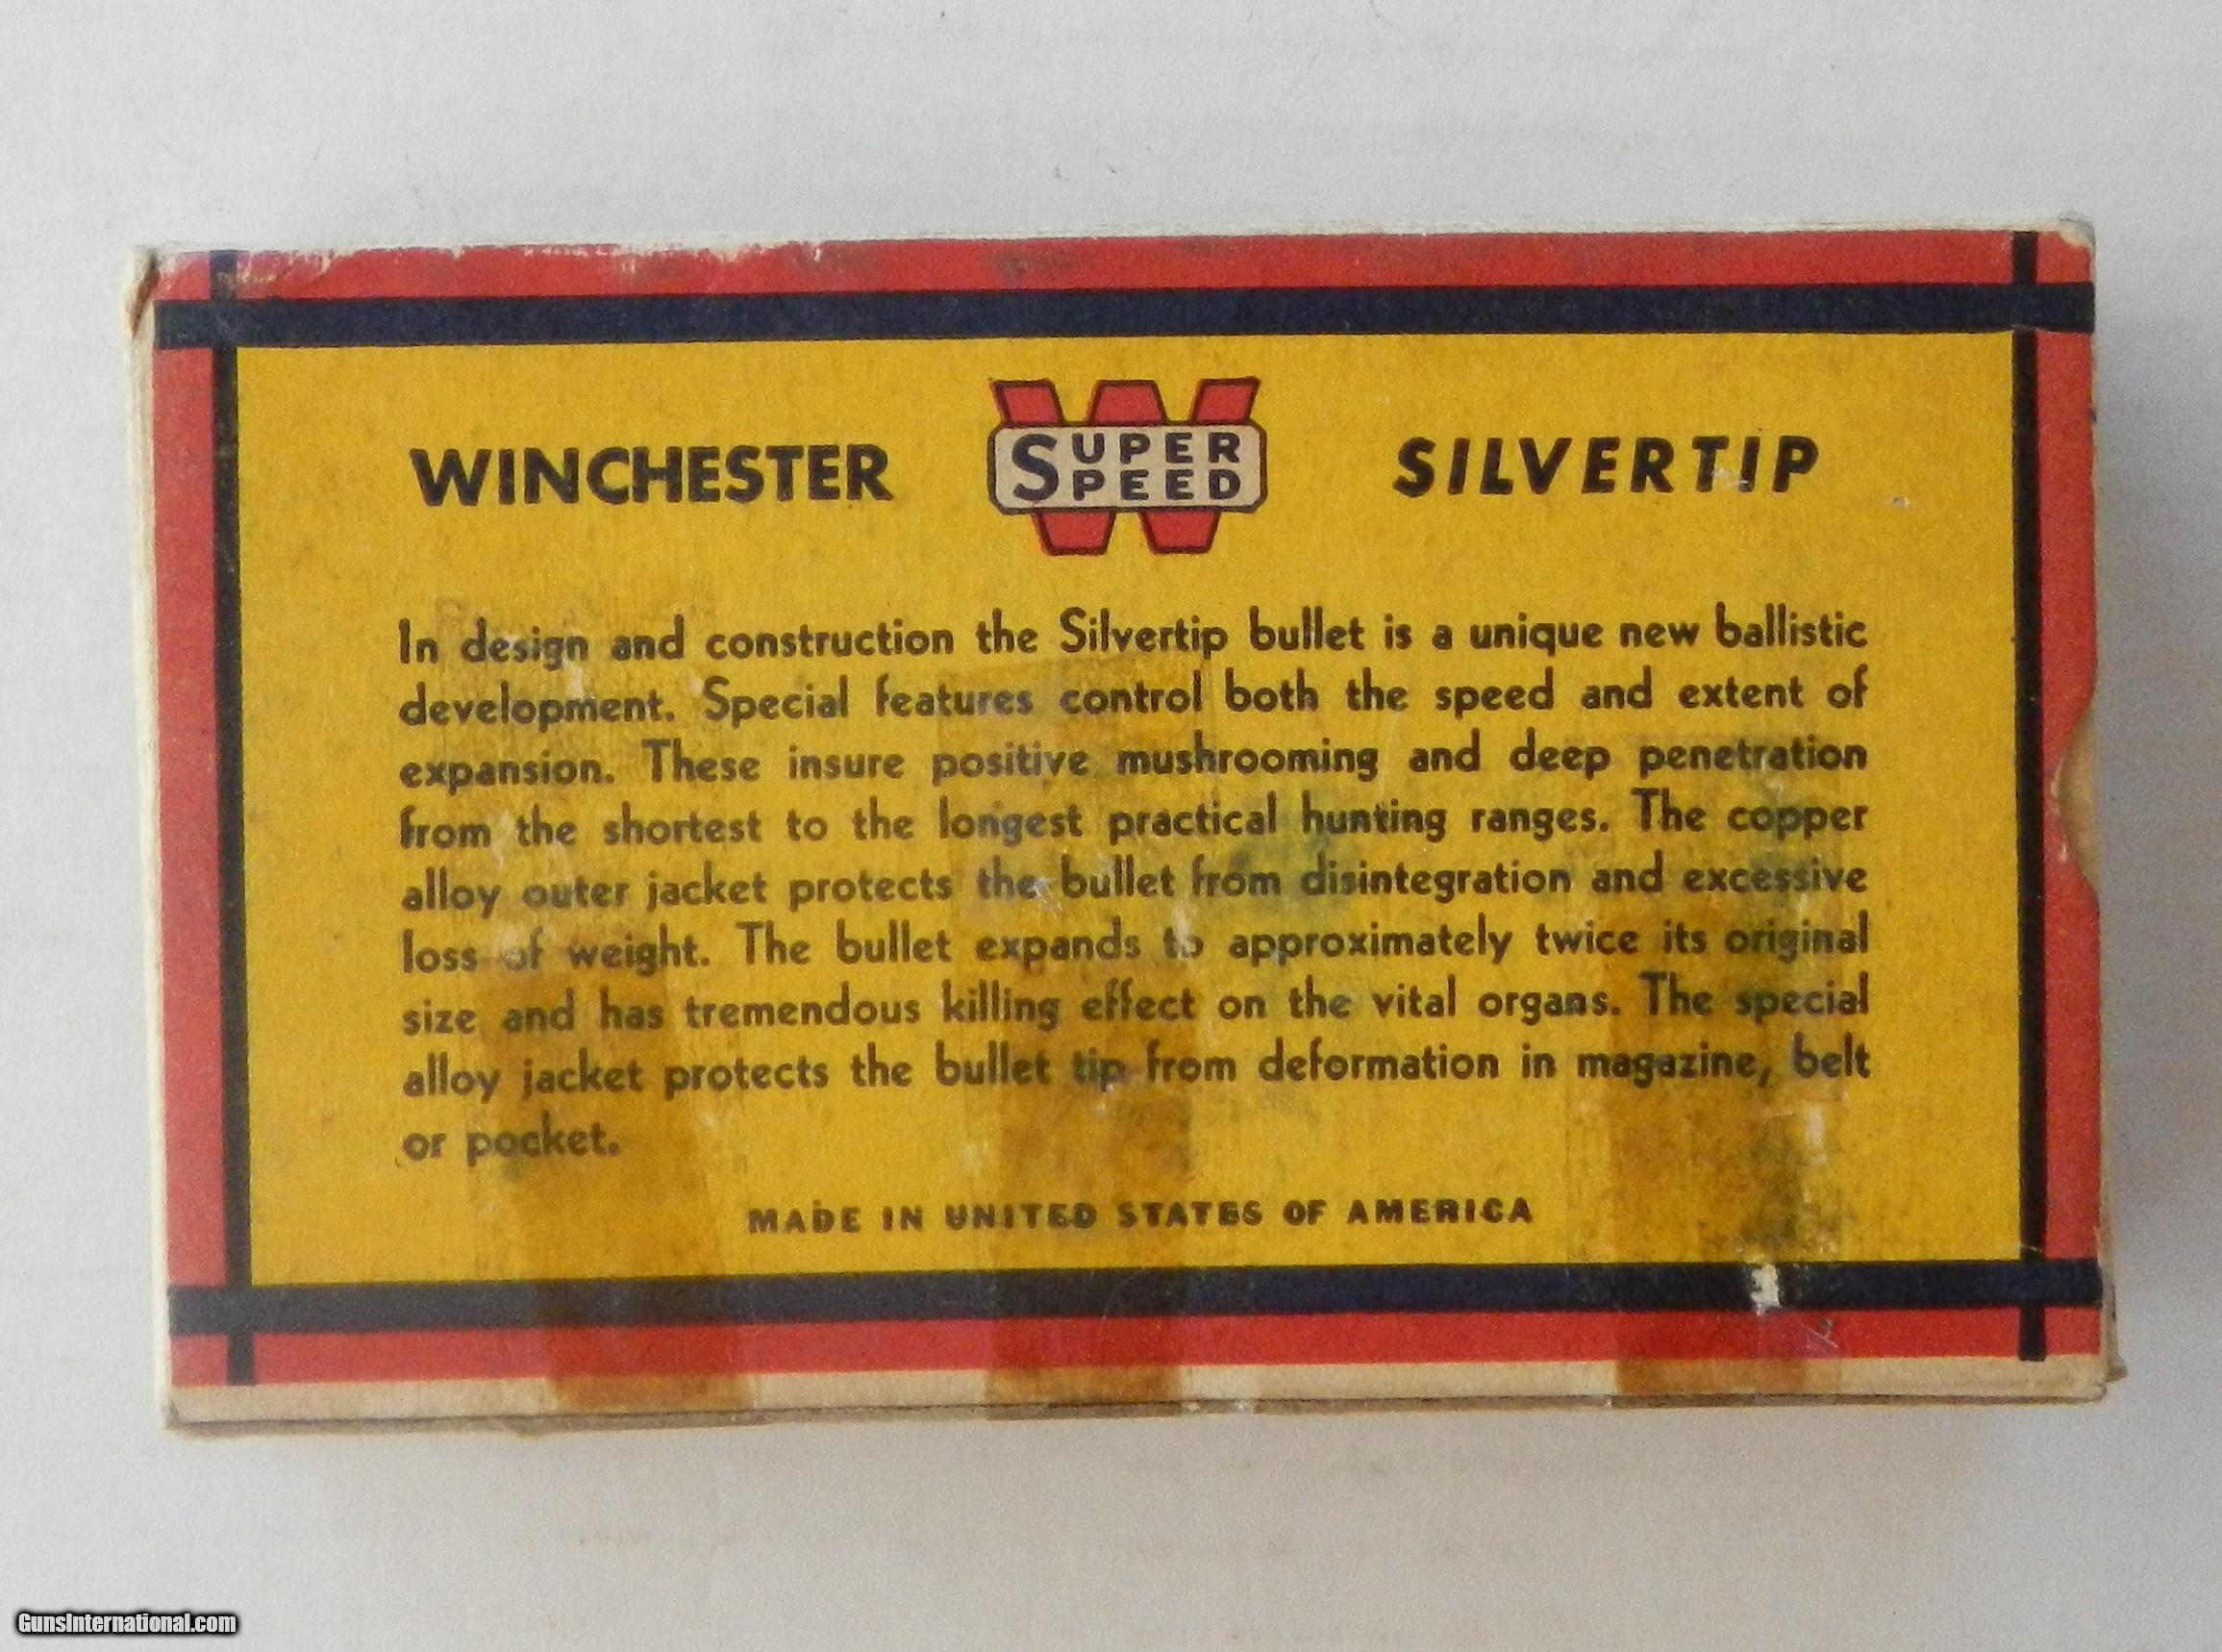 WINCHESTER SUPER SPEED SILVERTIP
In design and construction the Silvertip bullet is a unique new ballistic
development. Special features control both the speed and extent of
expansion. These insure positive mushrooming and deep penetration
from the shortest to the longest practical hunting ranges. The copper
alloy outer jacket protects the bullet from disintegration and excessive
loss of weight. The bullet expands to approximately twice its original
size and has tremendous killing effect on the vital organs. The special
alloy jacket protects the bullet tip from deformation in magazine, belt
or pocket.
MADE IN UNITED STATES OF AMERICA
GunsInternational.com